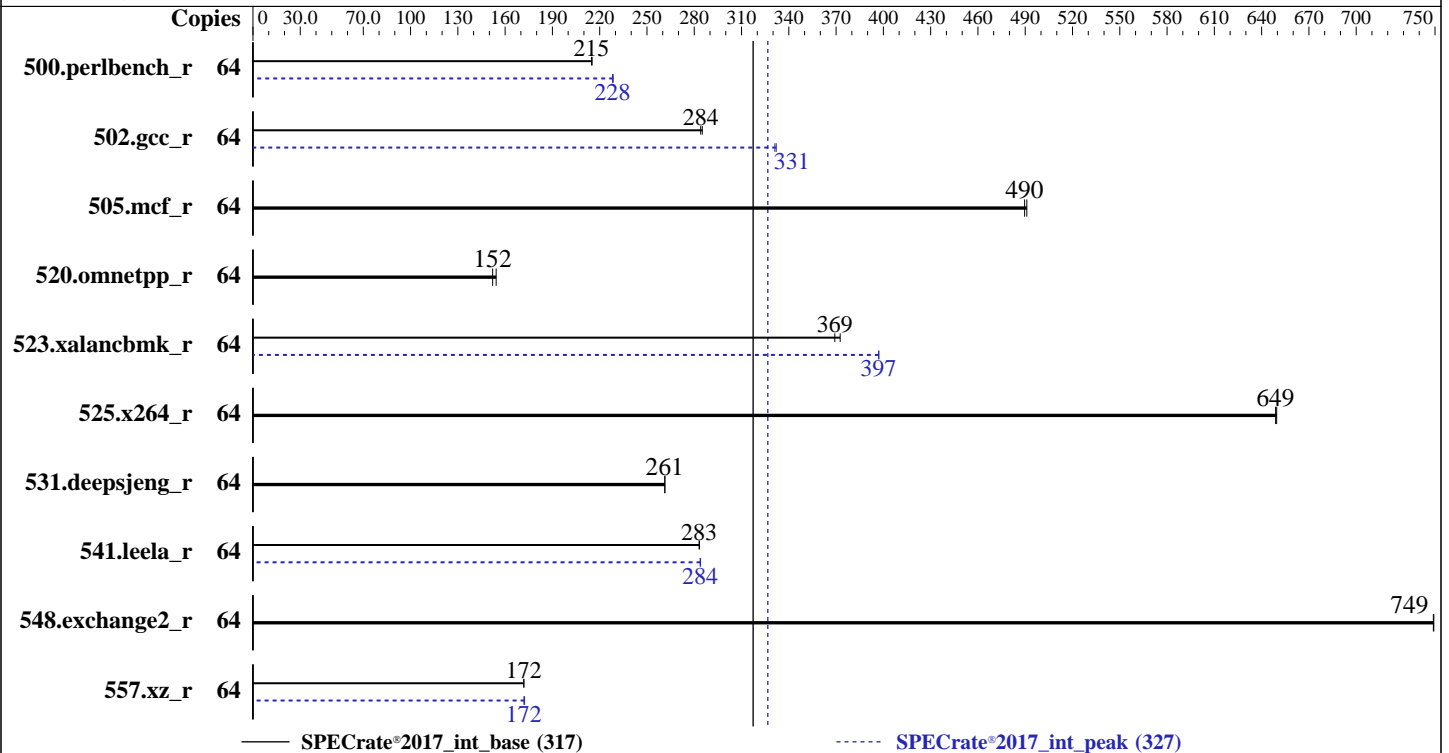 Copies 0 30.0 70.0 100 130 160 190 220 250 280 310 340 370 400 430 460 490 520 550 580 610 640 670 700 750
215
500.perlbench_r 64
228
284
502.gcc_r 64
331
490
505.mcf_r 64
152
520.omnetpp_r 64
369
523.xalancbmk_r 64
397
649
525.x264_r 64
261
531.deepsjeng_r 64
283
541.leela_r 64
284
749
548.exchange2_r 64
172
557.xz_r 64
172
SPECrate®2017_int_base (317) SPECrate®2017_int_peak (327)